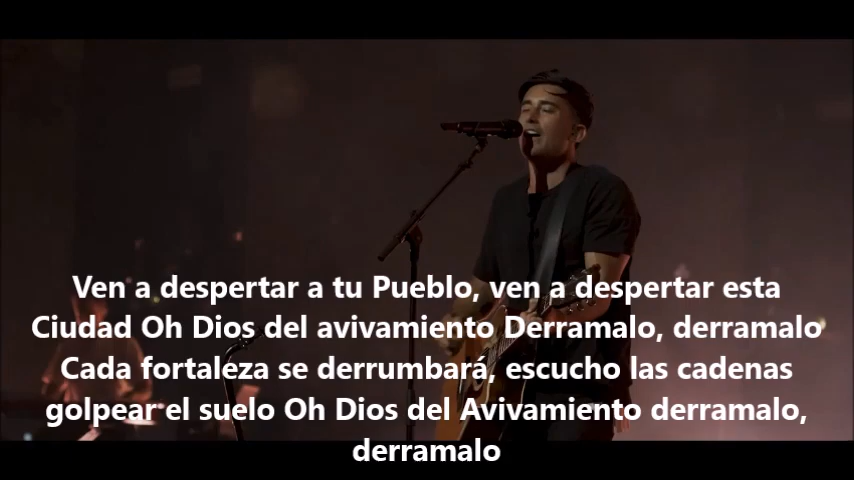 Ven a despertar a tu Pueblo, ven a despertar esta
Ciudad Oh Dios del avivamiento Derramalo, derramalo
Cada fortaleza se derrumbará, escucho las cadenas
golpear el suelo Oh Dios del Avivamiento derramalo,
derramalo